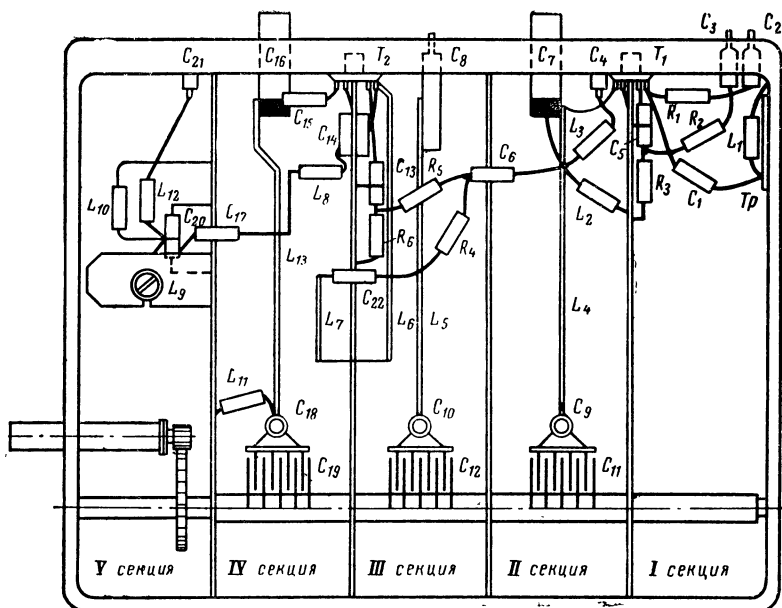 C₃ C₂
C₂₁ C₁₆ T₂ C₈ C₇ C₄ T₁
C₁₅ R₁ R₂
C₁₄ L₃ C₅ L₁
L₁₀ L₁₂ C₂₀ C₁₇ L₈ C₁₃ R₅ C₆ L₂ R₃ C₁ Тр
L₁₃ R₆ R₄
L₉ C₂₂
L₇ L₆ L₅ L₄
L₁₁
C₁₈ C₁₀ C₉
C₁₉ C₁₂ C₁₁
V секция IV секция III секция II секция I секция